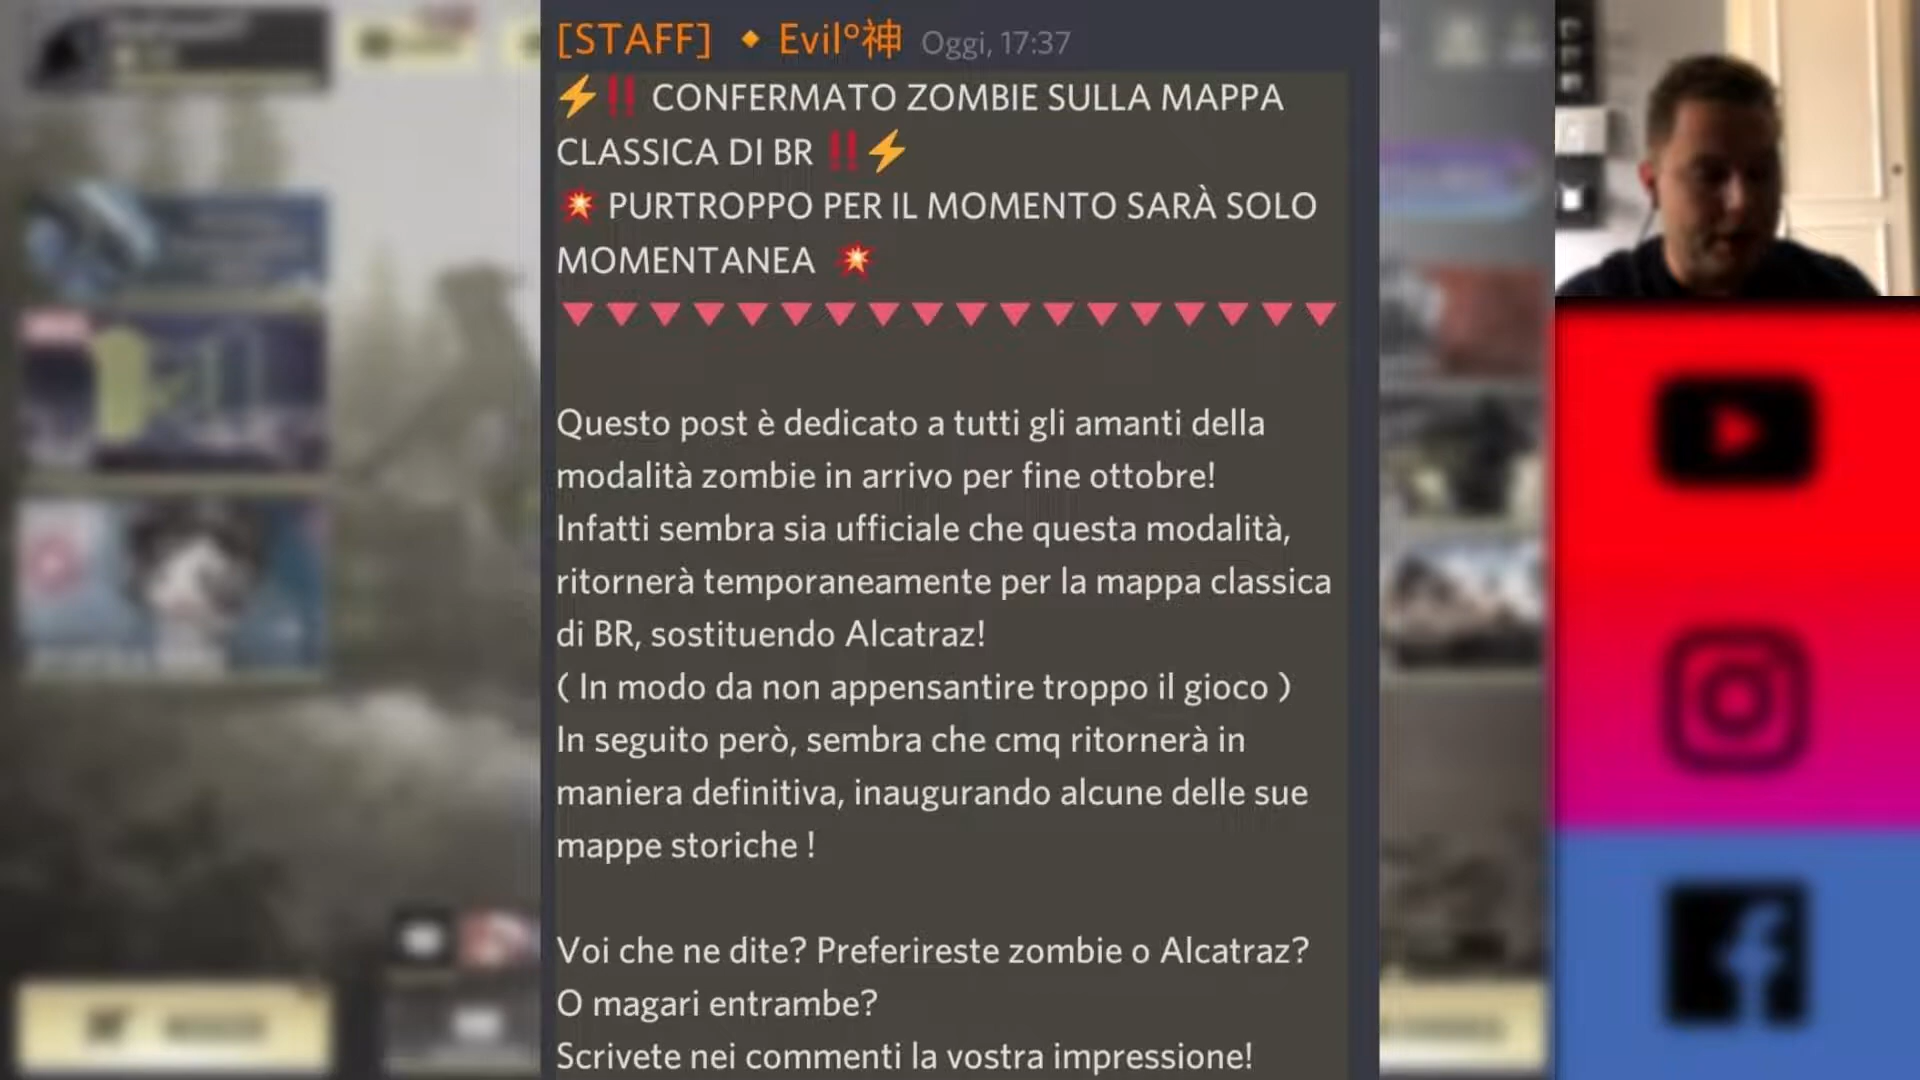 [STAFF] 🔸 Evil°神 Oggi, 17:37
⚡‼️ CONFERMATO ZOMBIE SULLA MAPPA
CLASSICA DI BR ‼️⚡
💥 PURTROPPO PER IL MOMENTO SARÀ SOLO
MOMENTANEA 💥
🔻🔻🔻🔻🔻🔻🔻🔻🔻🔻🔻🔻🔻🔻🔻🔻🔻🔻
Questo post è dedicato a tutti gli amanti della
modalità zombie in arrivo per fine ottobre!
Infatti sembra sia ufficiale che questa modalità,
ritornerà temporaneamente per la mappa classica
di BR, sostituendo Alcatraz!
( In modo da non appensantire troppo il gioco )
In seguito però, sembra che cmq ritornerà in
maniera definitiva, inaugurando alcune delle sue
mappe storiche !
Voi che ne dite? Preferireste zombie o Alcatraz?
O magari entrambe?
Scrivete nei commenti la vostra impressione!